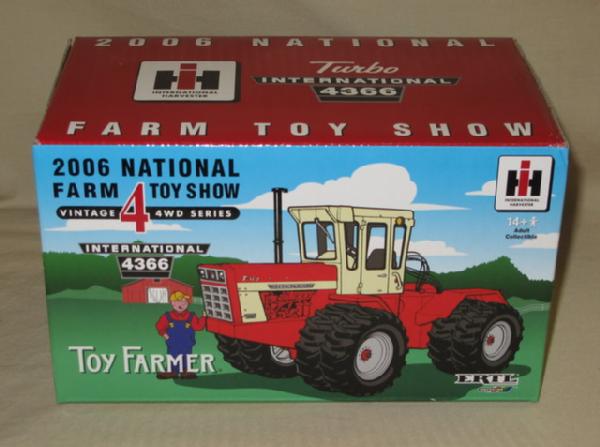 2006 NATIONAL
IH
INTERNATIONAL
HARVESTER
Turbo
INTERNATIONAL
4366
FARM TOY SHOW
2006 NATIONAL
FARM 4 TOY SHOW
VINTAGE 4WD SERIES
INTERNATIONAL
4366
IH
INTERNATIONAL
HARVESTER
14+
Adult
Collectible
TOY FARMER
ERTL